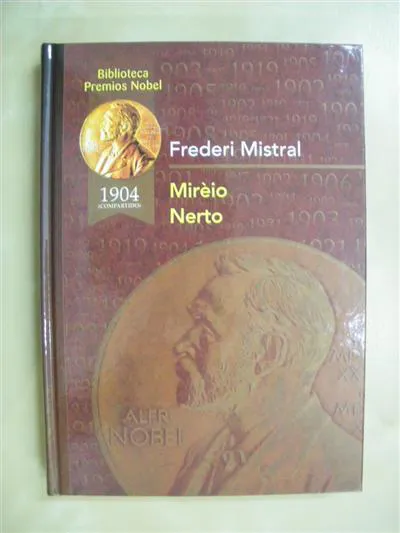 Biblioteca
Premios Nobel
Frederi Mistral
1904
(COMPARTIDO)
Mirèio
Nerto
ALFR
NOBEL